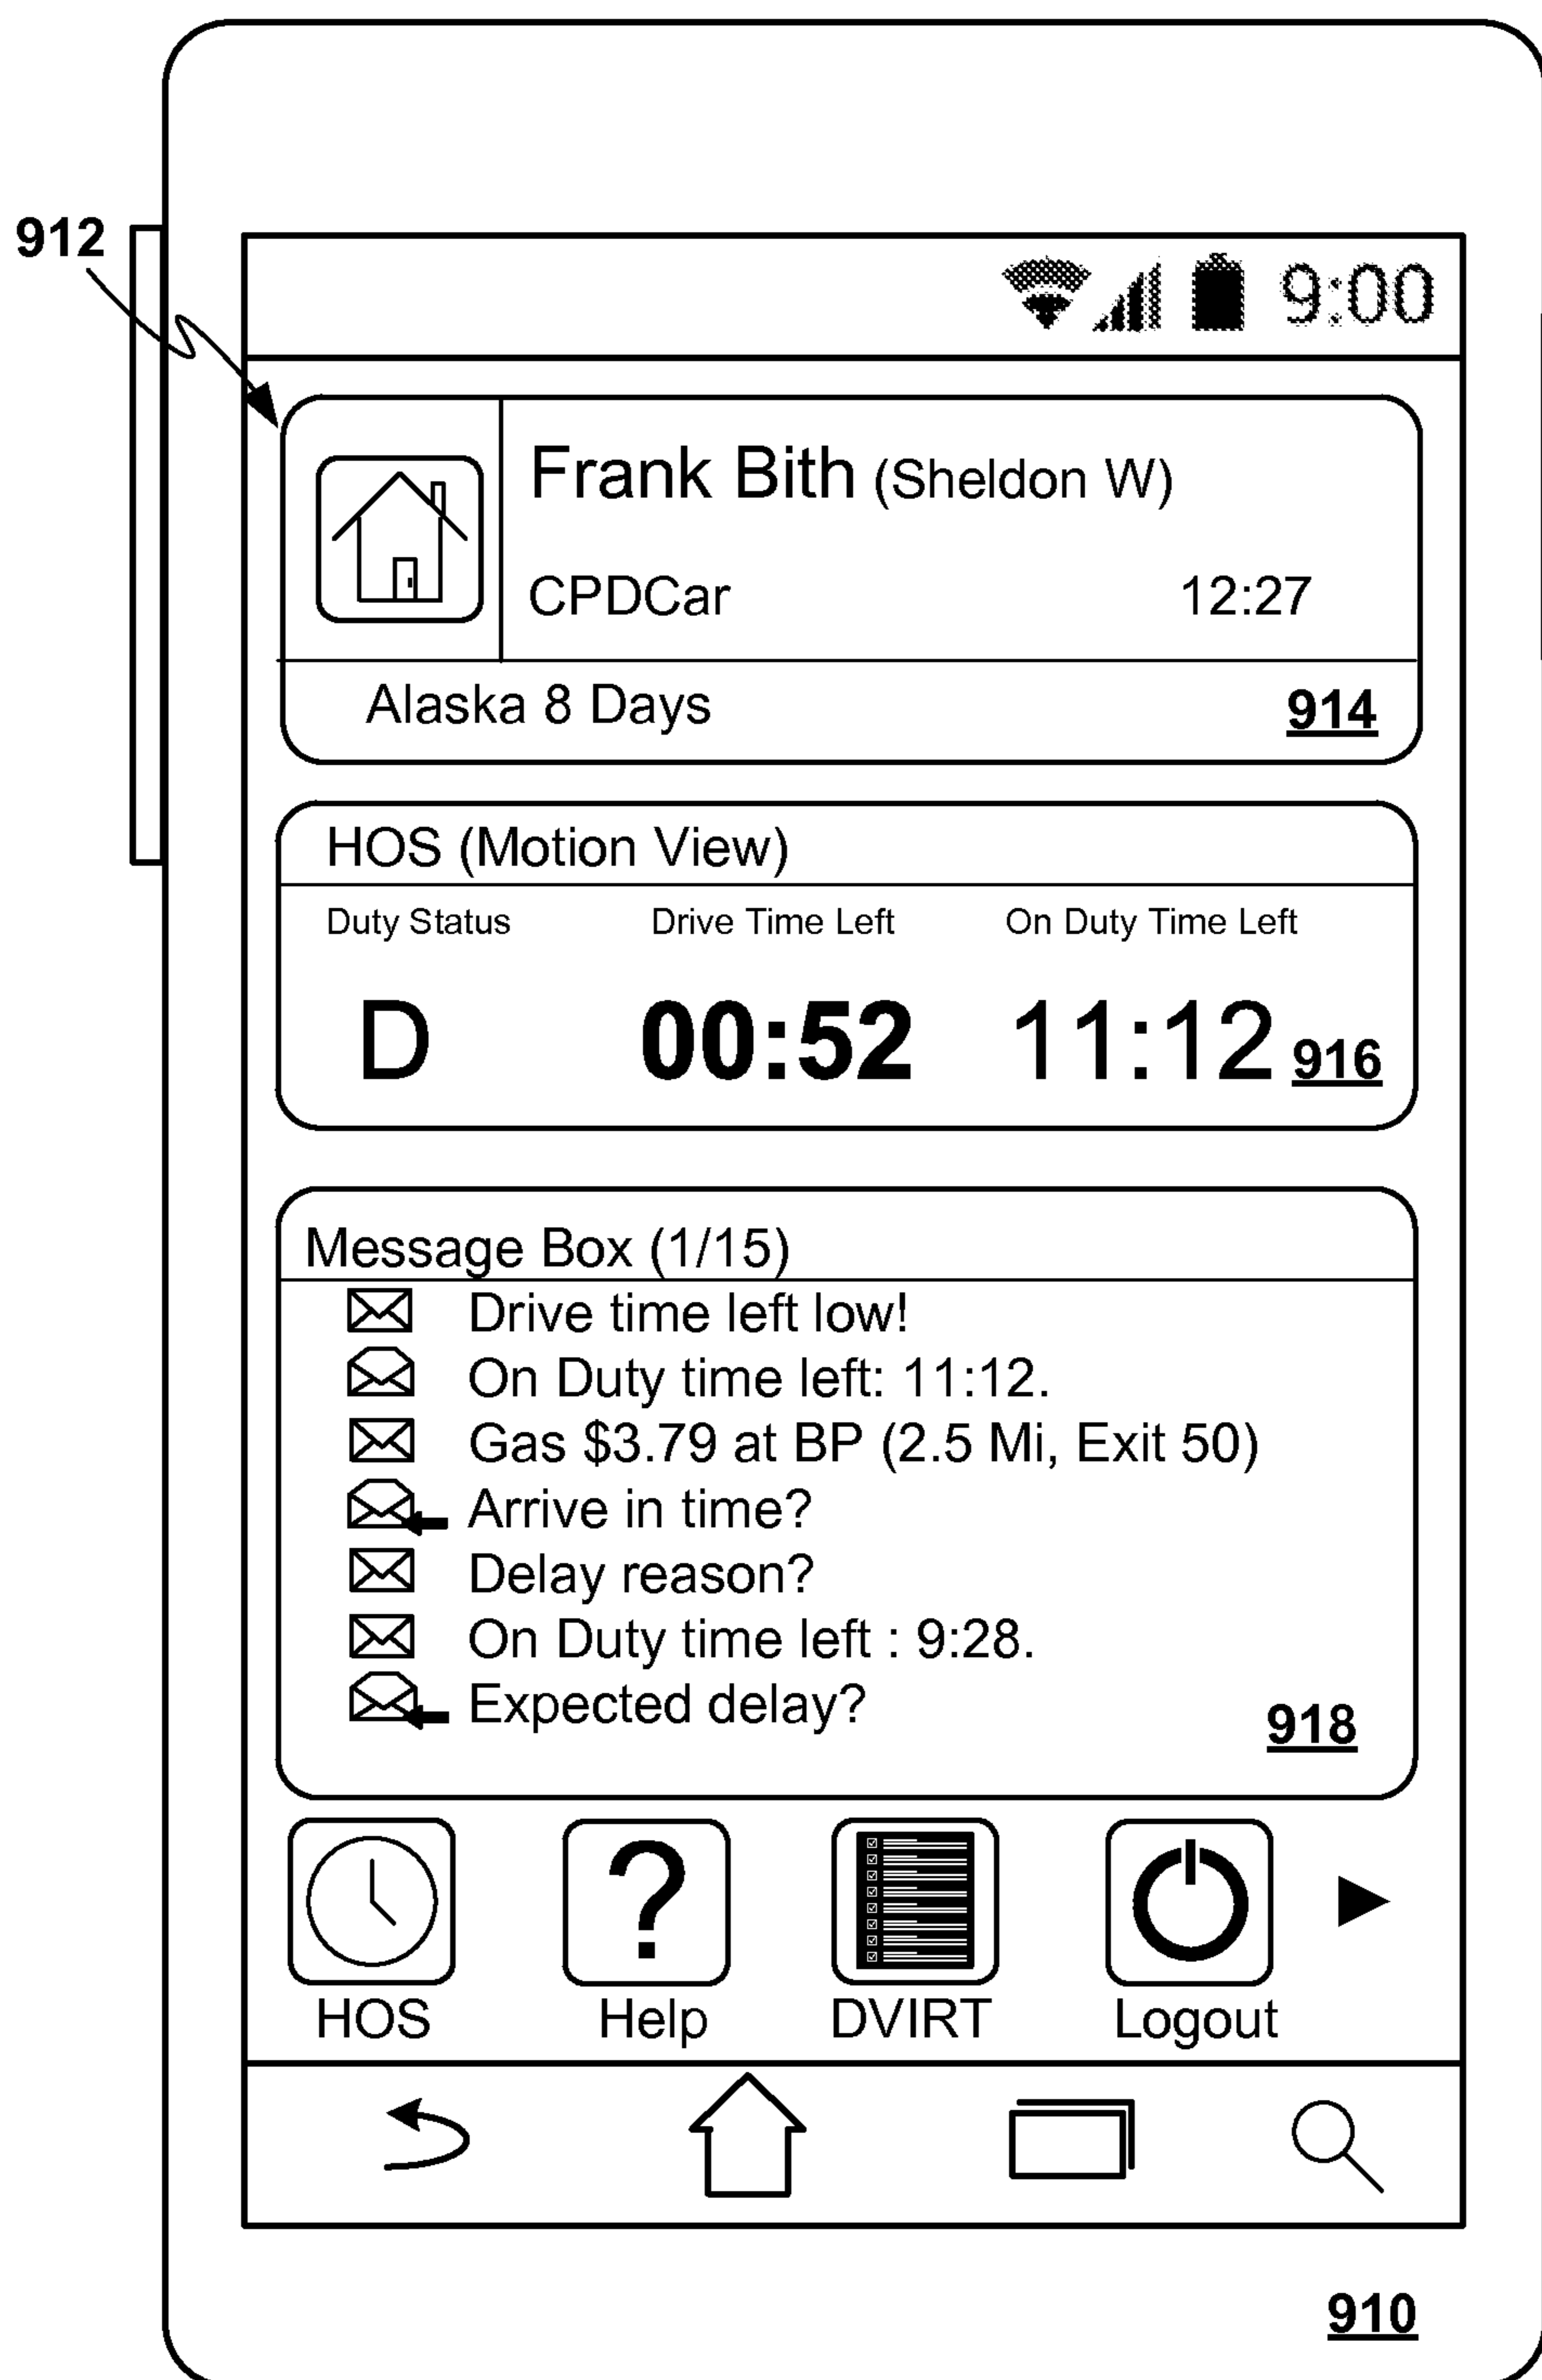 912
9:00
Frank Bith (Sheldon W)
CPDCar 12:27
Alaska 8 Days 914
HOS (Motion View)
Duty Status Drive Time Left On Duty Time Left
D 00:52 11:12 916
Message Box (1/15)
Drive time left low!
On Duty time left: 11:12.
Gas $3.79 at BP (2.5 Mi, Exit 50)
Arrive in time?
Delay reason?
On Duty time left : 9:28.
Expected delay?
918
?
HOS Help DVIRT Logout
910